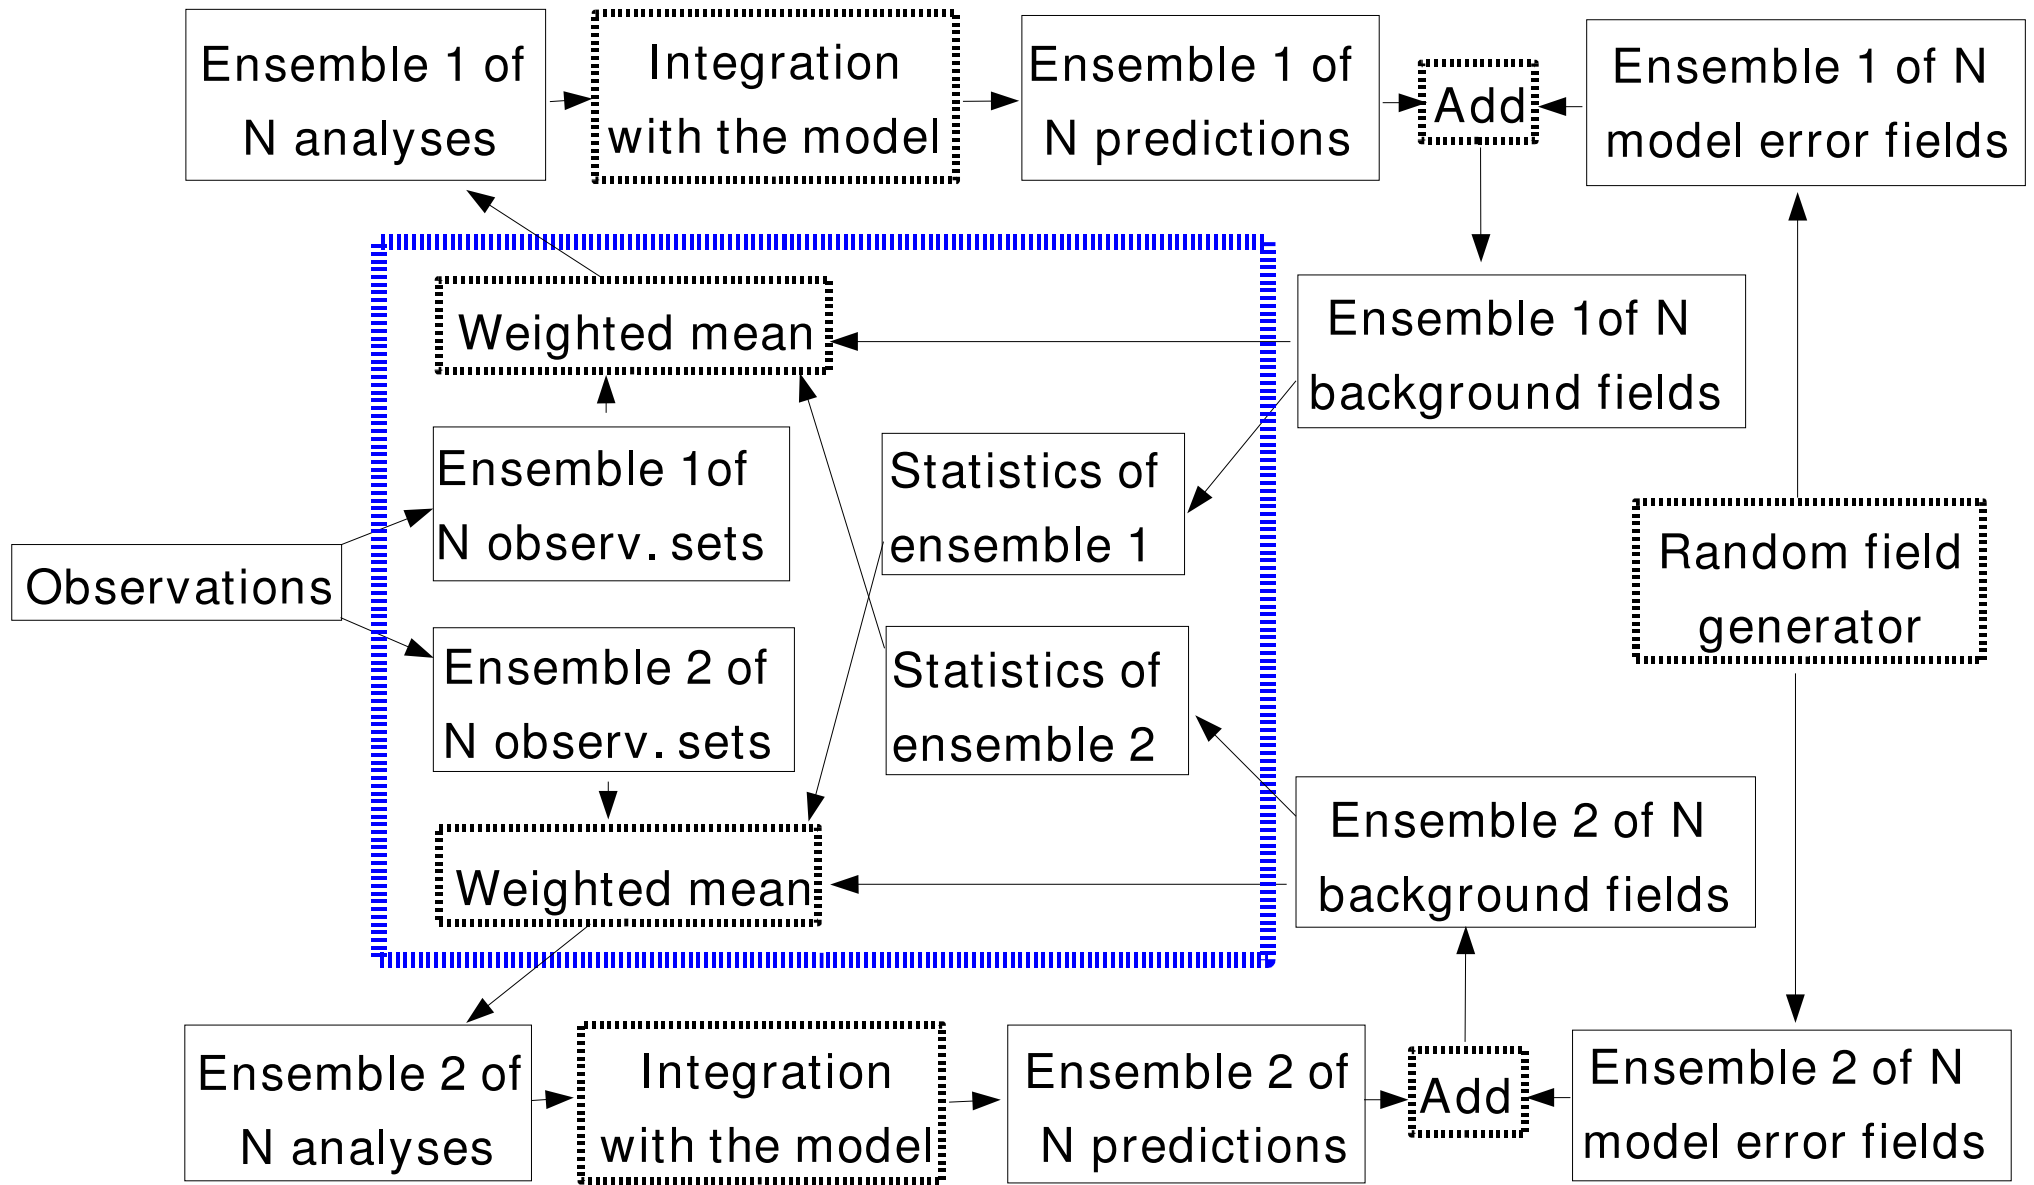 Ensemble 1 of
N analyses
Integration
with the model
Ensemble 1 of
N predictions
Add
Ensemble 1 of N
model error fields
Weighted mean
Ensemble 1of N
background fields
Ensemble 1of
N observ. sets
Statistics of
ensemble 1
Observations
Random field
generator
Ensemble 2 of
N observ. sets
Statistics of
ensemble 2
Weighted mean
Ensemble 2 of N
background fields
Ensemble 2 of
N analyses
Integration
with the model
Ensemble 2 of
N predictions
Add
Ensemble 2 of N
model error fields